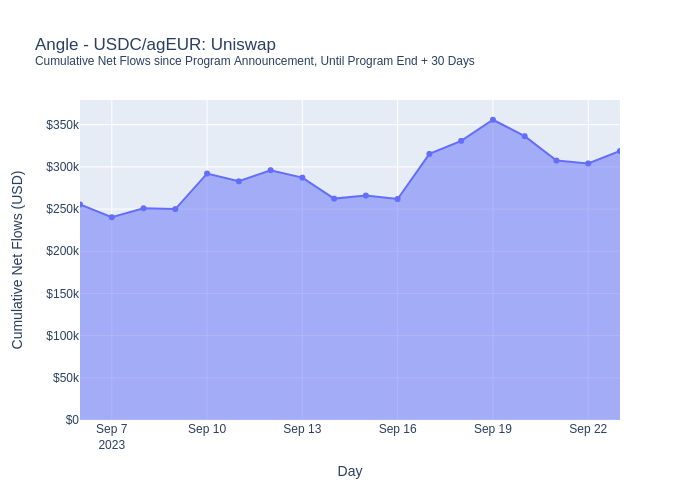 Angle - USDC/agEUR: Uniswap
Cumulative Net Flows since Program Announcement, Until Program End + 30 Days
Cumulative Net Flows (USD)
$350k
$300k
$250k
$200k
$150k
$100k
$50k
$0
Sep 7 Sep 10 Sep 13 Sep 16 Sep 19 Sep 22
2023
Day